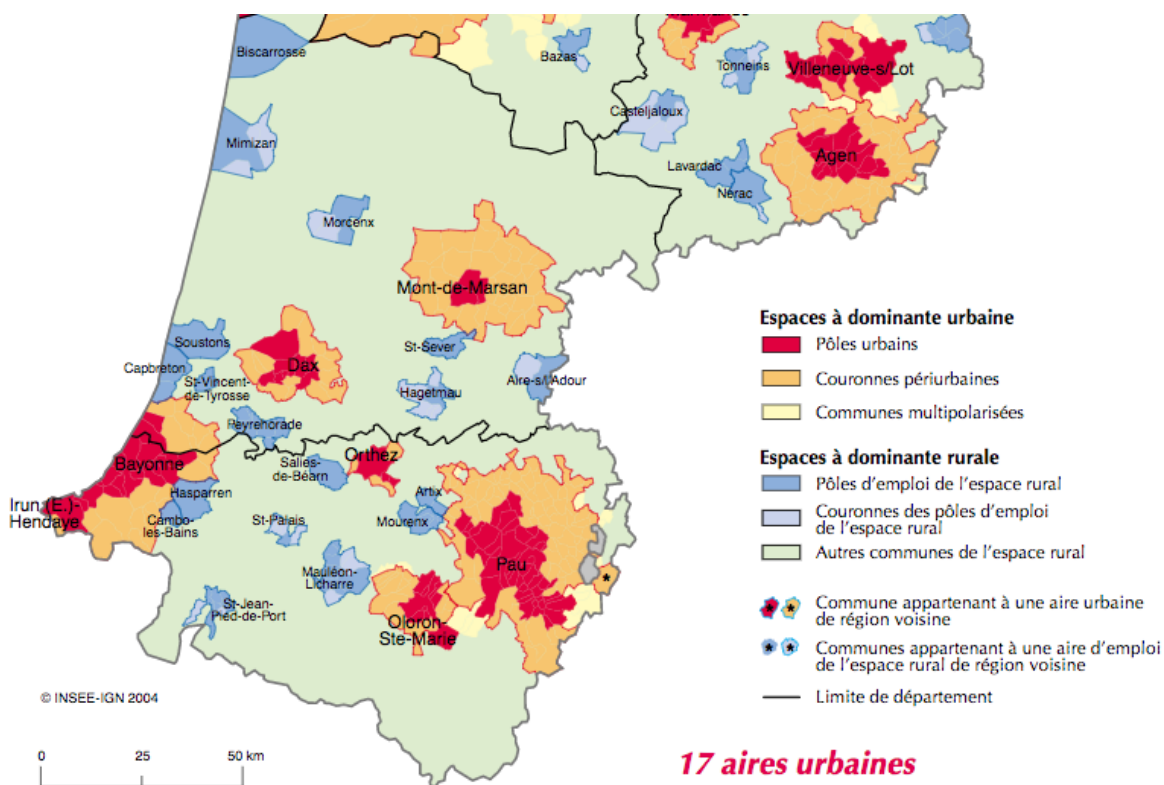 Biscarrosse
Bazas
Tonneins
Villeneuve-s/Lot
Casteljaloux
Mimizan
Agen
Lavardac
Nérac
Morcenx
Mont-de-Marsan
Soustons
St-Sever
Capbreton
Dax
St-Vincent-
de-Tyrosse
Hagetmau
Aire-s/l'Adour
Peyrehorade
Bayonne
Salies-
de-Béarn
Orthez
Irun (E.)-
Hendaye
Hasparren
Artix
Cambo-
les-Bains
St-Palais
Mourenx
Pau
Mauléon-
Licharre
St-Jean-
Pied-de-Port
Oloron-
Ste-Marie
© INSEE-IGN 2004
0 25 50 km
Espaces à dominante urbaine
Pôles urbains
Couronnes périurbaines
Communes multipolarisées
Espaces à dominante rurale
Pôles d'emploi de l'espace rural
Couronnes des pôles d'emploi
de l'espace rural
Autres communes de l'espace rural
Commune appartenant à une aire urbaine
de région voisine
Communes appartenant à une aire d'emploi
de l'espace rural de région voisine
Limite de département
17 aires urbaines